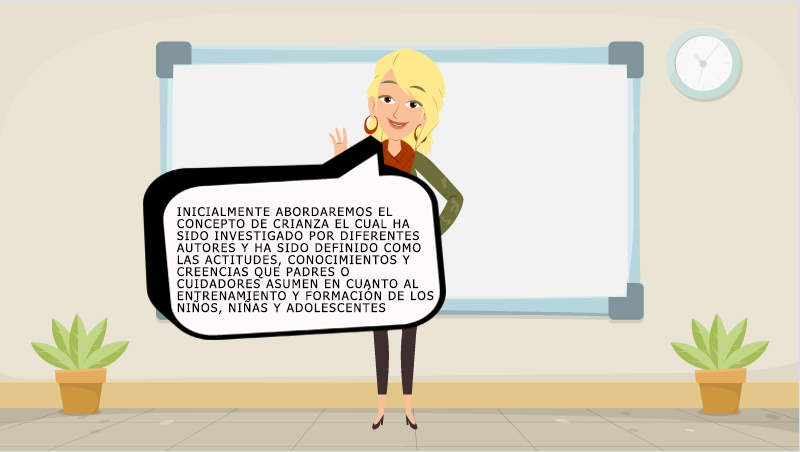 INICIALMENTE ABORDAREMOS EL
CONCEPTO DE CRIANZA EL CUAL HA
SIDO INVESTIGADO POR DIFERENTES
AUTORES Y HA SIDO DEFINIDO COMO
LAS ACTITUDES, CONOCIMIENTOS Y
CREENCIAS QUE PADRES O
CUIDADORES ASUMEN EN CUANTO AL
ENTRENAMIENTO Y FORMACIÓN DE LOS
NIÑOS, NIÑAS Y ADOLESCENTES